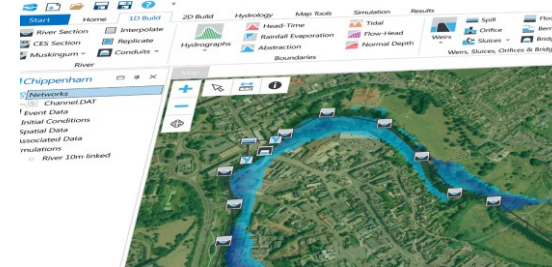 Start Home 1D Build 2D Build Hydrology Map Tools Simulation Results
River Section Interpolate
CES Section Replicate
Muskingum Conduits
River
Hydrographs
Head-Time Tidal
Rainfall Evaporation Flow-Head
Abstraction Normal Depth
Boundaries
Weirs
Spill
Orifice
Sluices
Weirs, Sluices, Orifices & Bridg
Chippenham
Networks
Channel.DAT
Event Data
Initial Conditions
Spatial Data
Associated Data
mulations
River 10m linked
Map